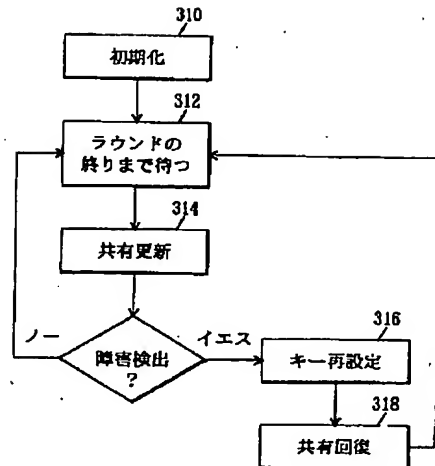 310
初期化
312
ラウンドの
終りまで待つ
314
共有更新
ノー
障害検出
?
イエス
316
キー再設定
318
共有回復